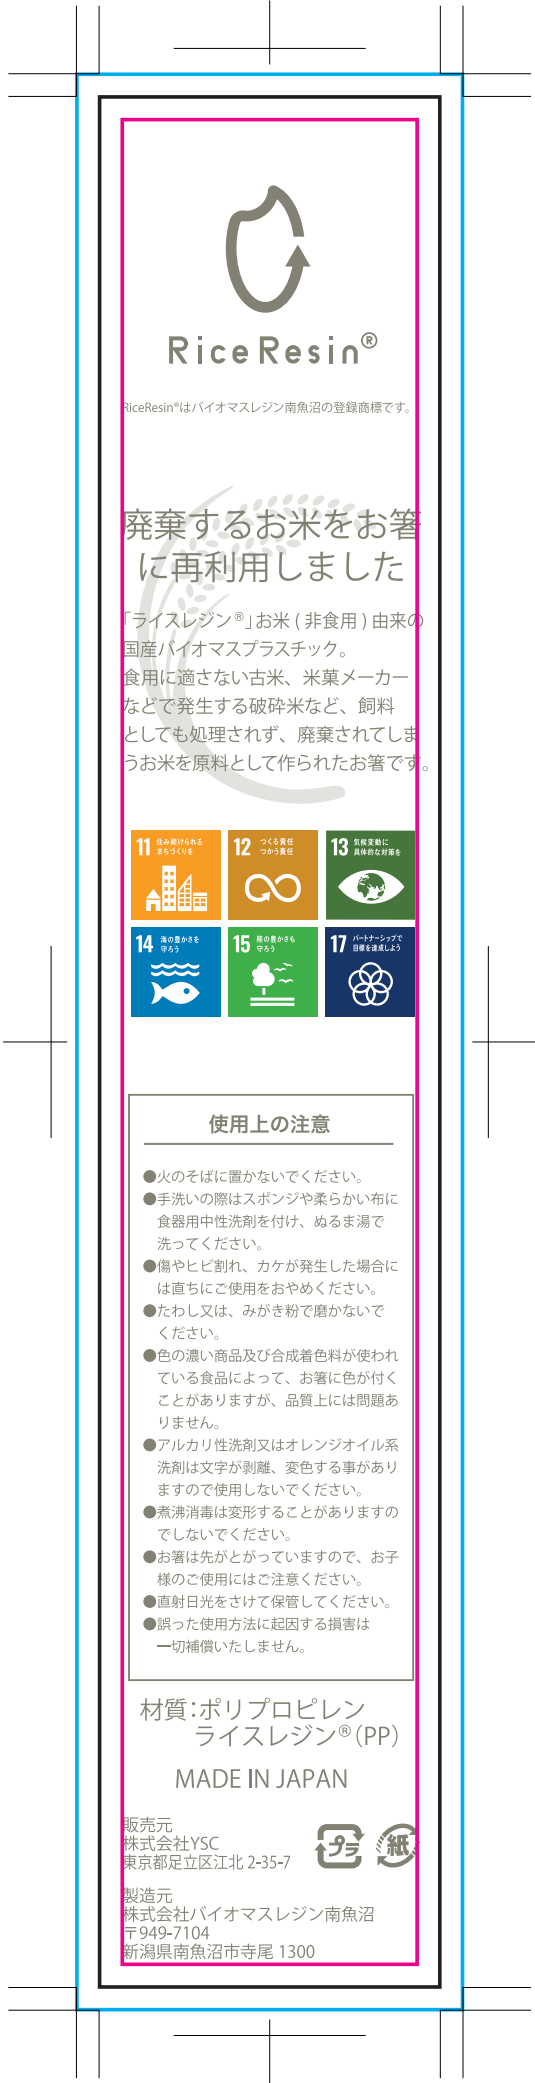 RiceResin®
RiceResin®はバイオマスレジン南魚沼の登録商標です。
廃棄するお米をお箸
に再利用しました
「ライスレジン®」お米(非食用)由来の
国産バイオマスプラスチック。
食用に適さない古米、米菓メーカー
などで発生する破砕米など、飼料
としても処理されず、廃棄されてしま
うお米を原料として作られたお箸です。
11 住み続けられる
まちづくりを
12 つくる責任
つかう責任
13 気候変動に
具体的な対策を
14 海の豊かさを
守ろう
15 陸の豊かさも
守ろう
17 パートナーシップで
目標を達成しよう
使用上の注意
●火のそばに置かないでください。
●手洗いの際はスポンジや柔らかい布に
食器用中性洗剤を付け、ぬるま湯で
洗ってください。
●傷やヒビ割れ、カケが発生した場合に
は直ちにご使用をおやめください。
●たわし又は、みがき粉で磨かないで
ください。
●色の濃い商品及び合成着色料が使われ
ている食品によって、お箸に色が付く
ことがありますが、品質上には問題あ
りません。
●アルカリ性洗剤又はオレンジオイル系
洗剤は文字が剥離、変色する事があり
ますので使用しないでください。
●煮沸消毒は変形することがありますの
でしないでください。
●お箸は先がとがっていますので、お子
様のご使用にはご注意ください。
●直射日光をさけて保管してください。
●誤った使用方法に起因する損害は
一切補償いたしません。
材質：ポリプロピレン
ライスレジン®（PP）
MADE IN JAPAN
販売元
株式会社YSC
東京都足立区江北 2-35-7
プラ
紙
製造元
株式会社バイオマスレジン南魚沼
〒949-7104
新潟県南魚沼市寺尾 1300